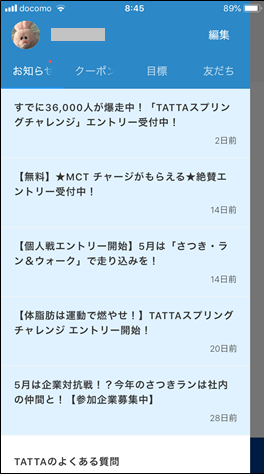 docomo 8:45 89%
編集
お知らせ クーポン 目標 友だち
すでに36,000人が爆走中！「TATTAスプリン
グチャレンジ」エントリー受付中！
2日前
【無料】★MCT チャージがもらえる★絶賛エン
トリー受付中！
14日前
【個人戦エントリー開始】5月は「さつき・ラ
ン＆ウォーク」で走り込みを！
14日前
【体脂肪は運動で燃やせ！】TATTAスプリング
チャレンジ エントリー開始！
20日前
5月は企業対抗戦！？今年のさつきランは社内
の仲間と！【参加企業募集中】
28日前
TATTAのよくある質問